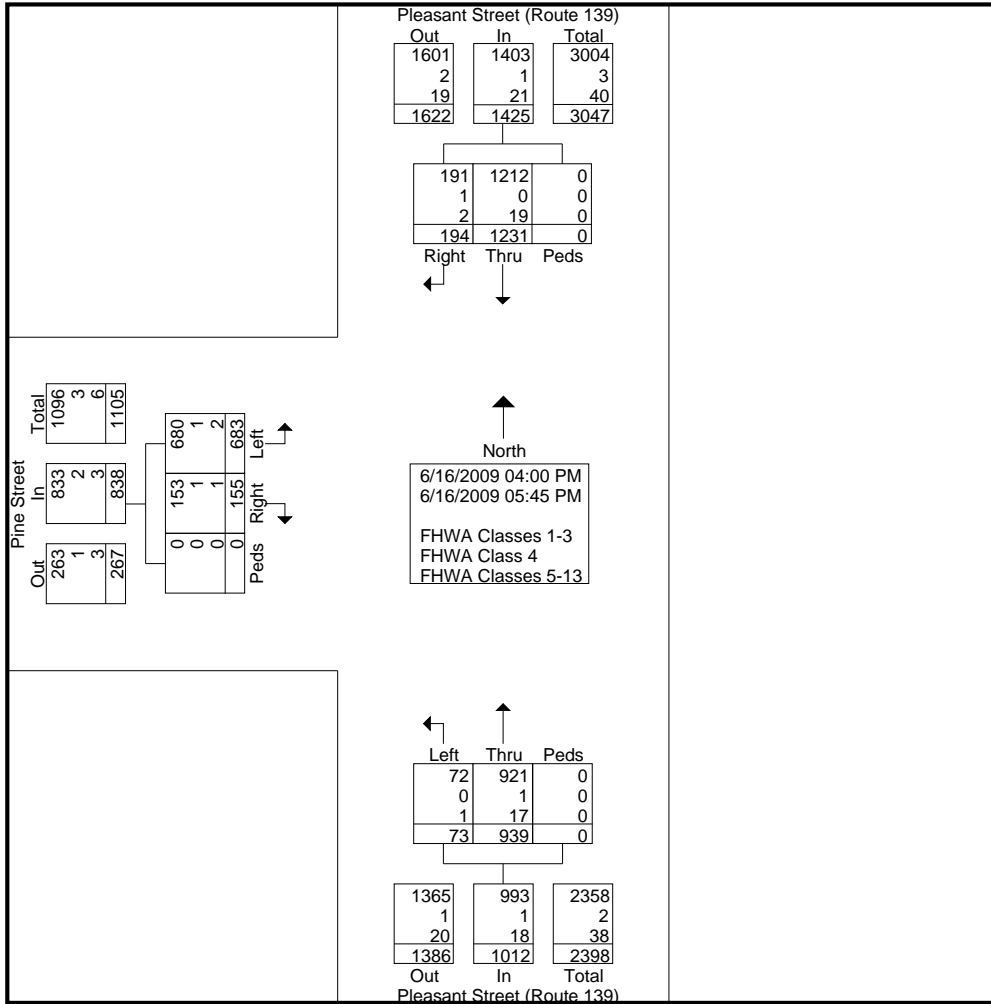 Pleasant Street (Route 139)
Out In Total
1601 1403 3004
2 1 3
19 21 40
1622 1425 3047
191 1212 0
1 0 0
2 19 0
194 1231 0
Right Thru Peds
Pine Street
Total
1096
3
6
1105
In
833
2
3
838
Out
263
1
3
267
680
1
2
683
Left
153
1
1
155
Right
0
0
0
0
Peds
North
6/16/2009 04:00 PM
6/16/2009 05:45 PM
FHWA Classes 1-3
FHWA Class 4
FHWA Classes 5-13
Left Thru Peds
72 921 0
0 1 0
1 17 0
73 939 0
1365 993 2358
1 1 2
20 18 38
1386 1012 2398
Out In Total
Pleasant Street (Route 139)